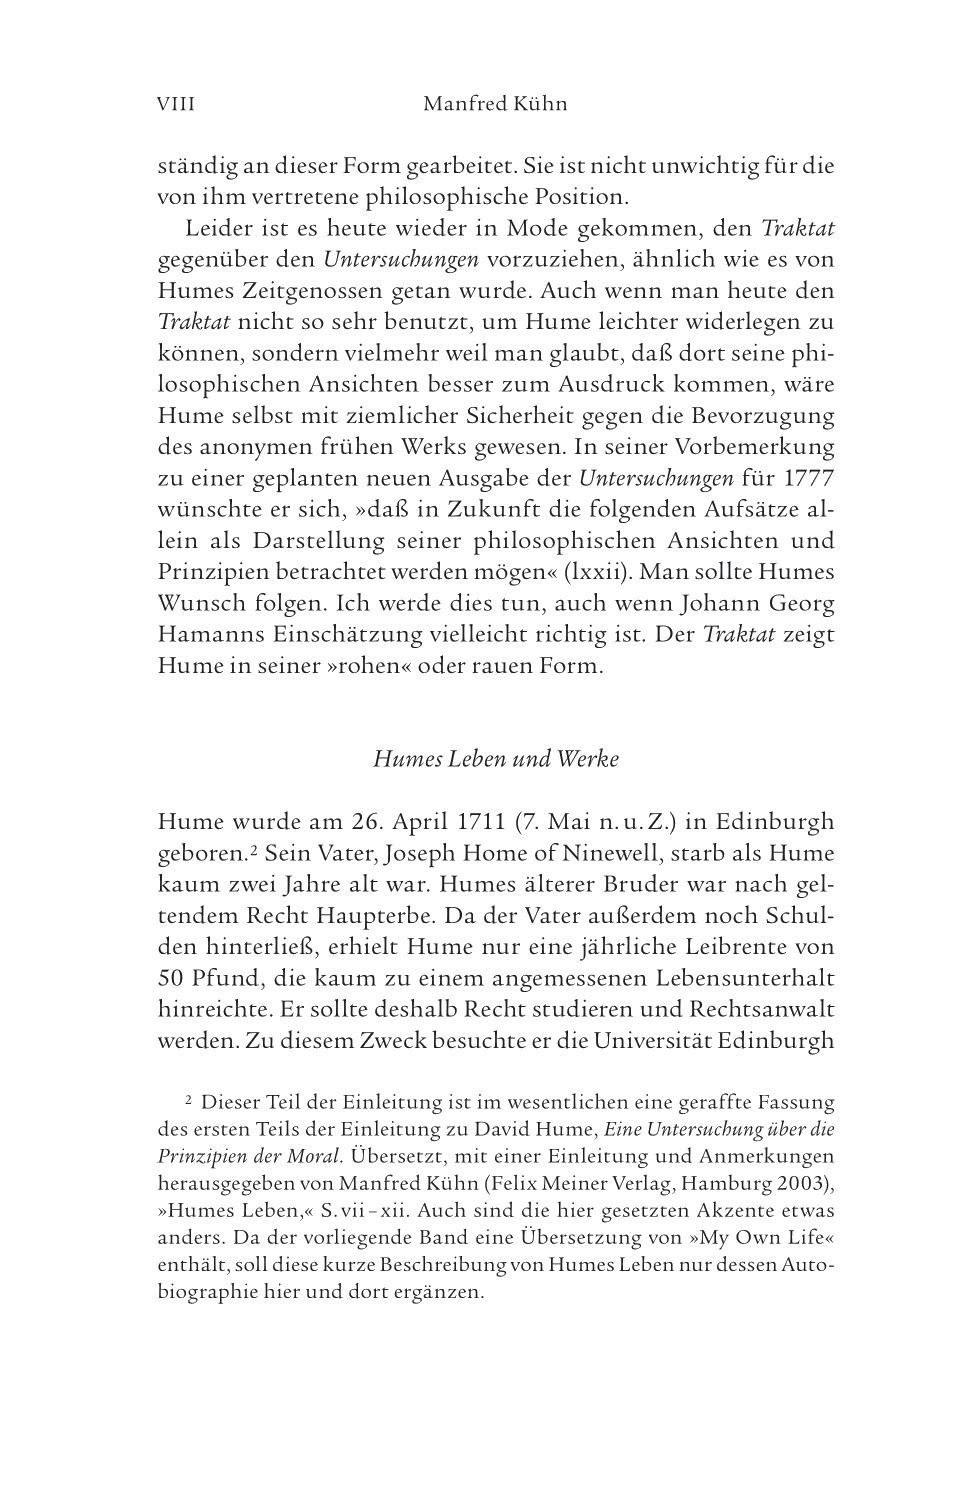 VIII Manfred Kühn
ständig an dieser Form gearbeitet. Sie ist nicht unwichtig für die
von ihm vertretene philosophische Position.
Leider ist es heute wieder in Mode gekommen, den Traktat
gegenüber den Untersuchungen vorzuziehen, ähnlich wie es von
Humes Zeitgenossen getan wurde. Auch wenn man heute den
Traktat nicht so sehr benutzt, um Hume leichter widerlegen zu
können, sondern vielmehr weil man glaubt, daß dort seine phi-
losophischen Ansichten besser zum Ausdruck kommen, wäre
Hume selbst mit ziemlicher Sicherheit gegen die Bevorzugung
des anonymen frühen Werks gewesen. In seiner Vorbemerkung
zu einer geplanten neuen Ausgabe der Untersuchungen für 1777
wünschte er sich, »daß in Zukunft die folgenden Aufsätze al-
lein als Darstellung seiner philosophischen Ansichten und
Prinzipien betrachtet werden mögen« (lxxii). Man sollte Humes
Wunsch folgen. Ich werde dies tun, auch wenn Johann Georg
Hamanns Einschätzung vielleicht richtig ist. Der Traktat zeigt
Hume in seiner »rohen« oder rauen Form.
Humes Leben und Werke
Hume wurde am 26. April 1711 (7. Mai n. u. Z.) in Edinburgh
geboren.² Sein Vater, Joseph Home of Ninewell, starb als Hume
kaum zwei Jahre alt war. Humes älterer Bruder war nach gel-
tendem Recht Haupterbe. Da der Vater außerdem noch Schul-
den hinterließ, erhielt Hume nur eine jährliche Leibrente von
50 Pfund, die kaum zu einem angemessenen Lebensunterhalt
hinreichte. Er sollte deshalb Recht studieren und Rechtsanwalt
werden. Zu diesem Zweck besuchte er die Universität Edinburgh
² Dieser Teil der Einleitung ist im wesentlichen eine geraffte Fassung
des ersten Teils der Einleitung zu David Hume, Eine Untersuchung über die
Prinzipien der Moral. Übersetzt, mit einer Einleitung und Anmerkungen
herausgegeben von Manfred Kühn (Felix Meiner Verlag, Hamburg 2003),
»Humes Leben,« S. vii – xii. Auch sind die hier gesetzten Akzente etwas
anders. Da der vorliegende Band eine Übersetzung von »My Own Life«
enthält, soll diese kurze Beschreibung von Humes Leben nur dessen Auto-
biographie hier und dort ergänzen.